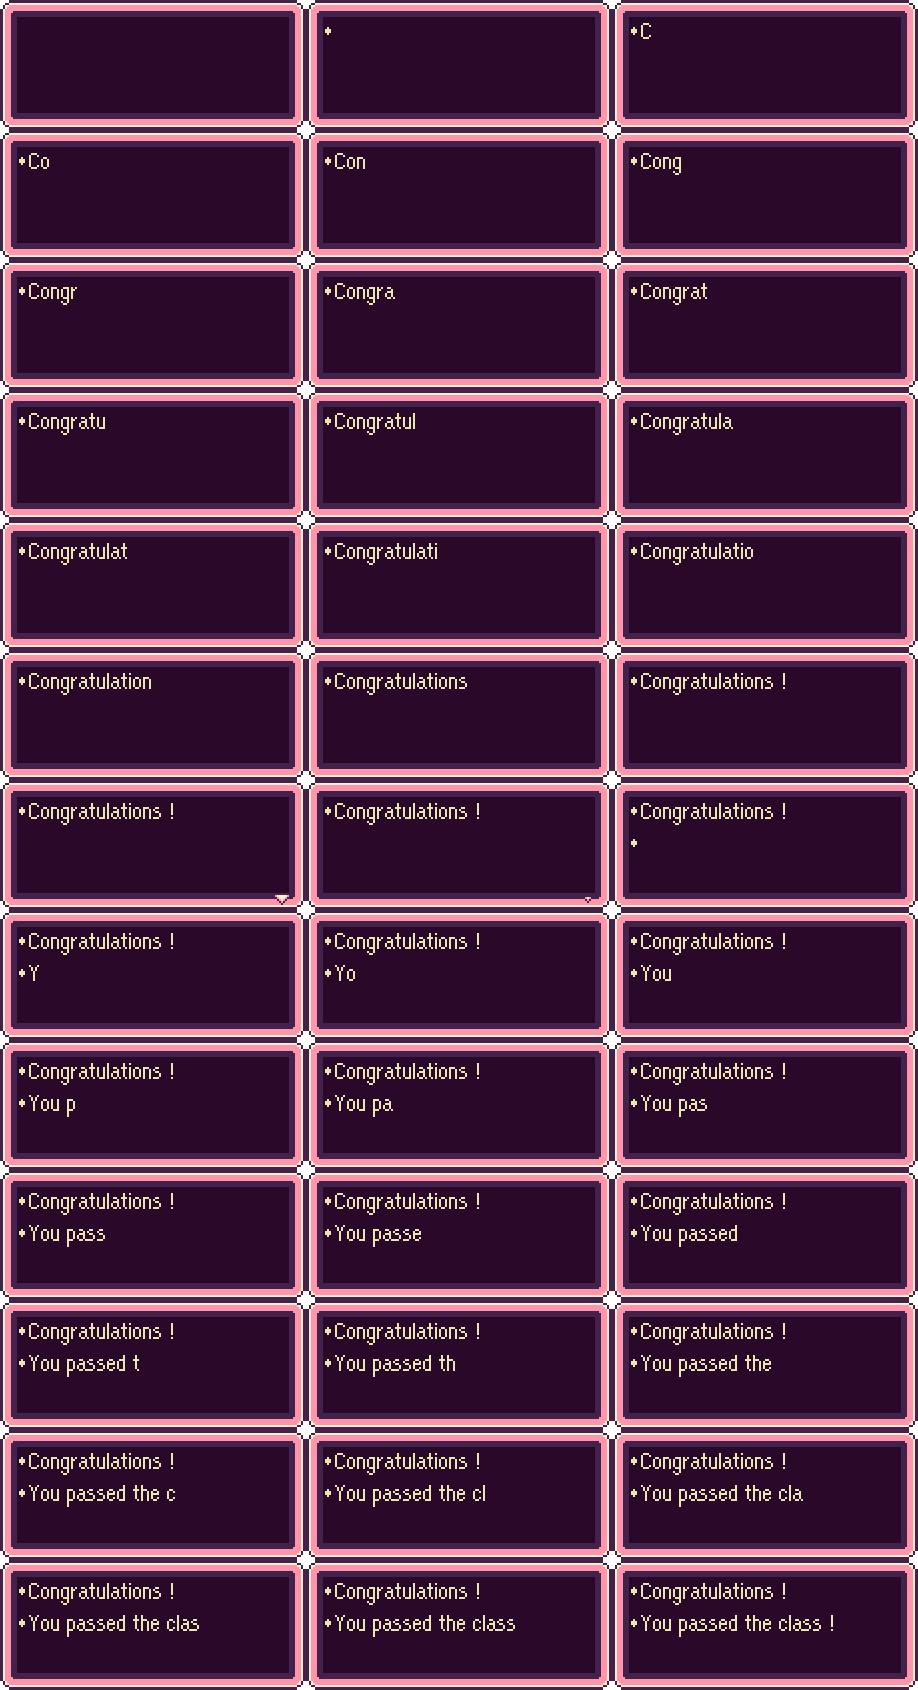 •
•C
•Co
•Con
•Cong
•Congr
•Congra
•Congrat
•Congratu
•Congratul
•Congratula
•Congratulat
•Congratulati
•Congratulatio
•Congratulation
•Congratulations
•Congratulations !
•Congratulations !
•Congratulations !
•Congratulations !
•
•Congratulations !
•Y
•Congratulations !
•Yo
•Congratulations !
•You
•Congratulations !
•You p
•Congratulations !
•You pa
•Congratulations !
•You pas
•Congratulations !
•You pass
•Congratulations !
•You passe
•Congratulations !
•You passed
•Congratulations !
•You passed t
•Congratulations !
•You passed th
•Congratulations !
•You passed the
•Congratulations !
•You passed the c
•Congratulations !
•You passed the cl
•Congratulations !
•You passed the cla
•Congratulations !
•You passed the clas
•Congratulations !
•You passed the class
•Congratulations !
•You passed the class !